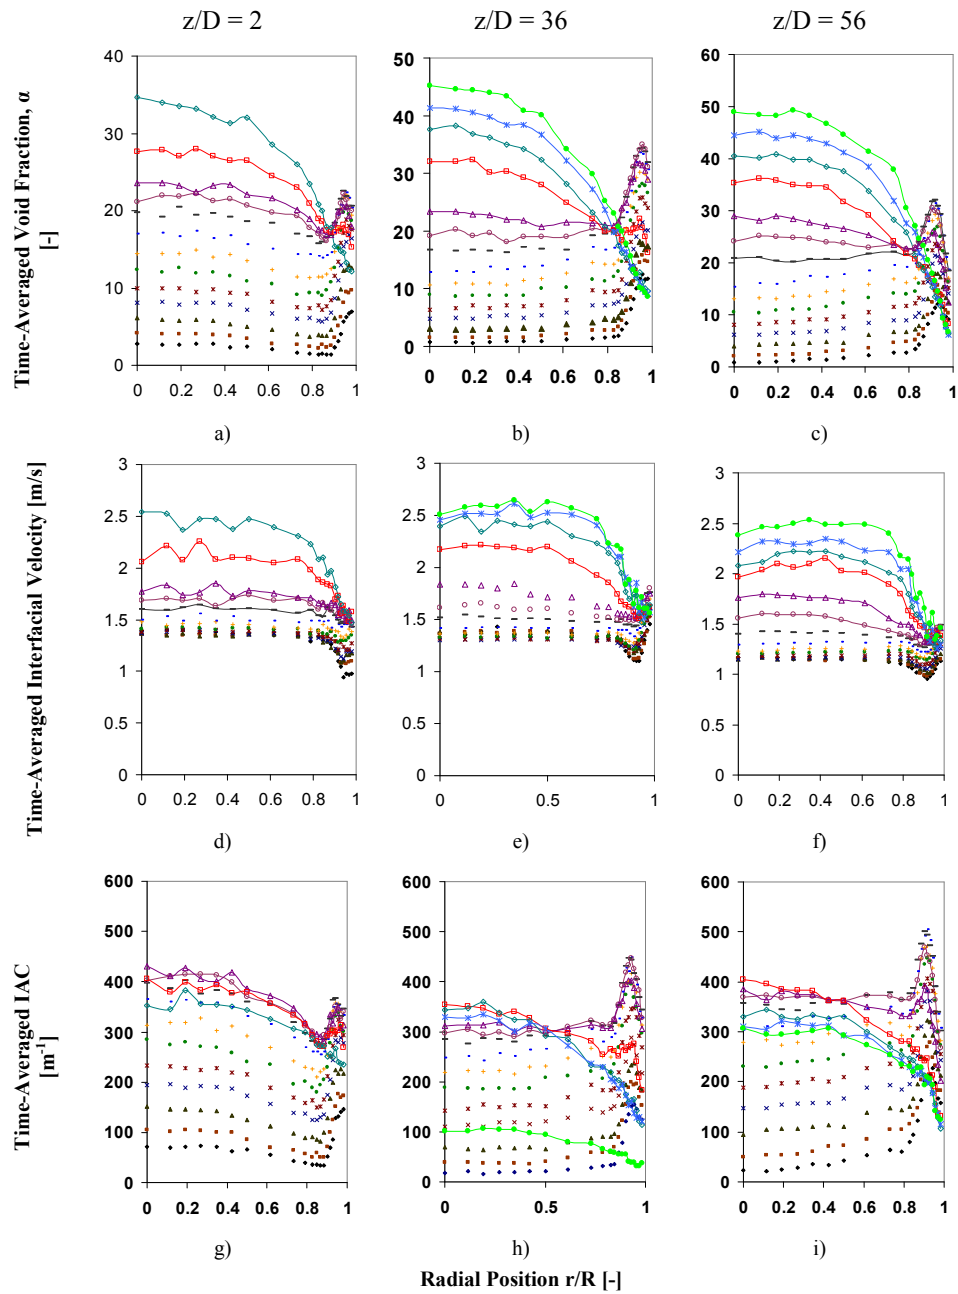 z/D = 2
z/D = 36
z/D = 56
Time-Averaged Void Fraction, α
[-]
40
30
20
10
0
0 0.2 0.4 0.6 0.8 1
a)
50
40
30
20
10
0
0 0.2 0.4 0.6 0.8 1
b)
60
50
40
30
20
10
0
0 0.2 0.4 0.6 0.8 1
c)
Time-Averaged Interfacial Velocity [m/s]
3
2.5
2
1.5
1
0.5
0
0 0.2 0.4 0.6 0.8 1
d)
3
2.5
2
1.5
1
0.5
0
0 0.5 1
e)
3
2.5
2
1.5
1
0.5
0
0 0.2 0.4 0.6 0.8 1
f)
Time-Averaged IAC
[m⁻¹]
600
500
400
300
200
100
0
0 0.2 0.4 0.6 0.8 1
g)
600
500
400
300
200
100
0
0 0.2 0.4 0.6 0.8 1
h)
600
500
400
300
200
100
0
0 0.2 0.4 0.6 0.8 1
i)
Radial Position r/R [-]